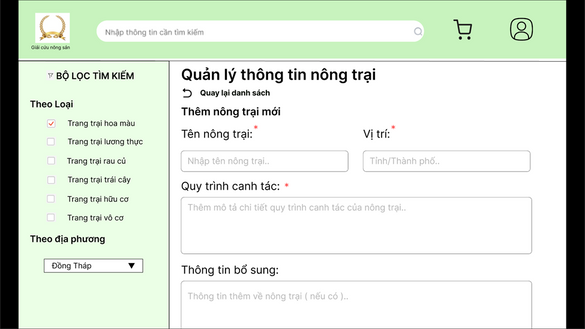 Giải cứu nông sản
Nhập thông tin cần tìm kiếm
BỘ LỌC TÌM KIẾM
Theo Loại
Trang trại hoa màu
Trang trại lương thực
Trang trại rau củ
Trang trại trái cây
Trang trại hữu cơ
Trang trại vô cơ
Theo địa phương
Đồng Tháp
Quản lý thông tin nông trại
Quay lại danh sách
Thêm nông trại mới
Tên nông trại:*
Vị trí:*
Nhập tên nông trại..
Tỉnh/Thành phố..
Quy trình canh tác: *
Thêm mô tả chi tiết quy trình canh tác của nông trại..
Thông tin bổ sung:
Thông tin thêm về nông trại ( nếu có )..